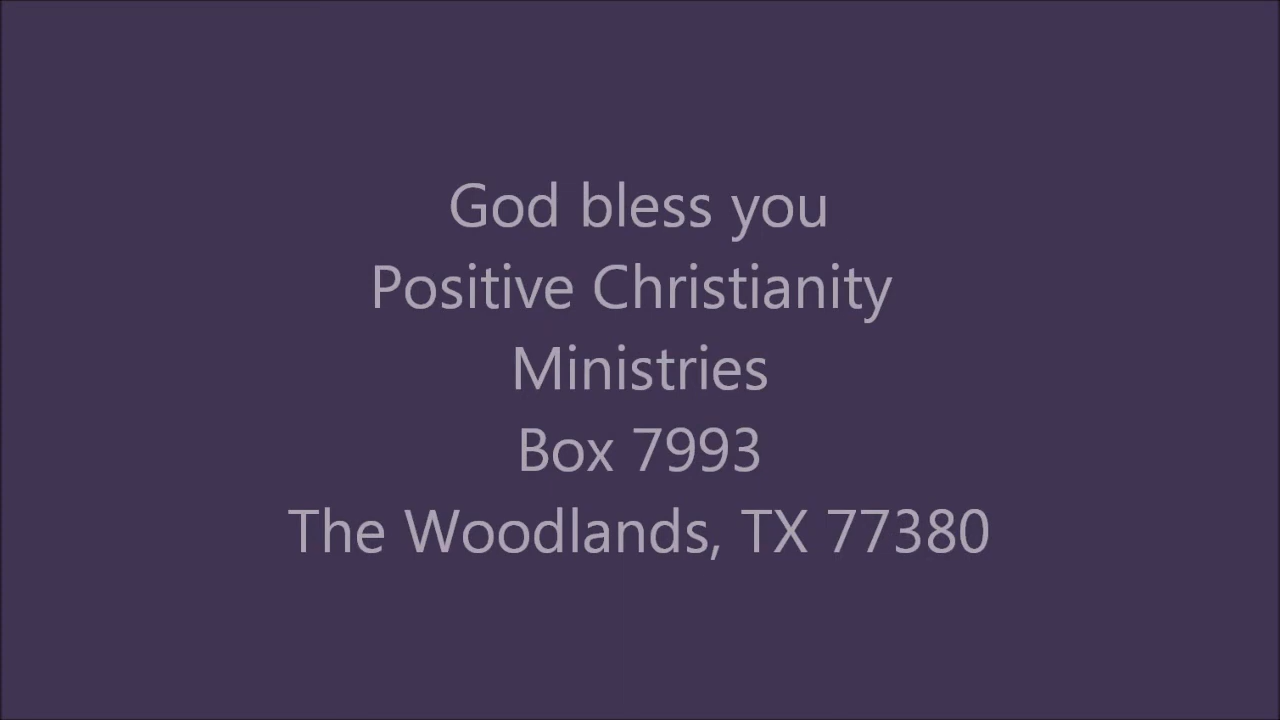 God bless you
Positive Christianity
Ministries
Box 7993
The Woodlands, TX 77380